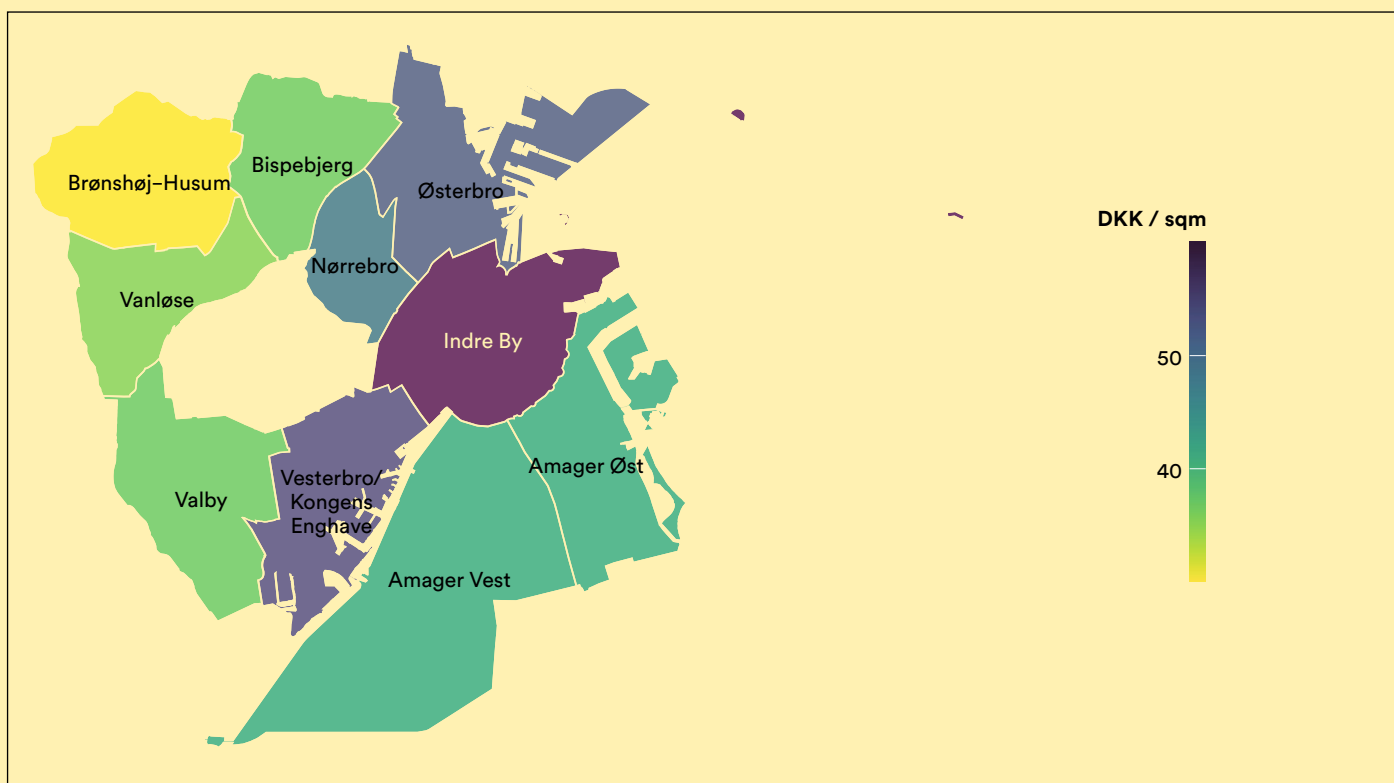 Bispebjerg
Brønshøj–Husum
Østerbro
DKK / sqm
Nørrebro
Vanløse
Indre By
50
Amager Øst
40
Vesterbro/
Kongens
Enghave
Valby
Amager Vest